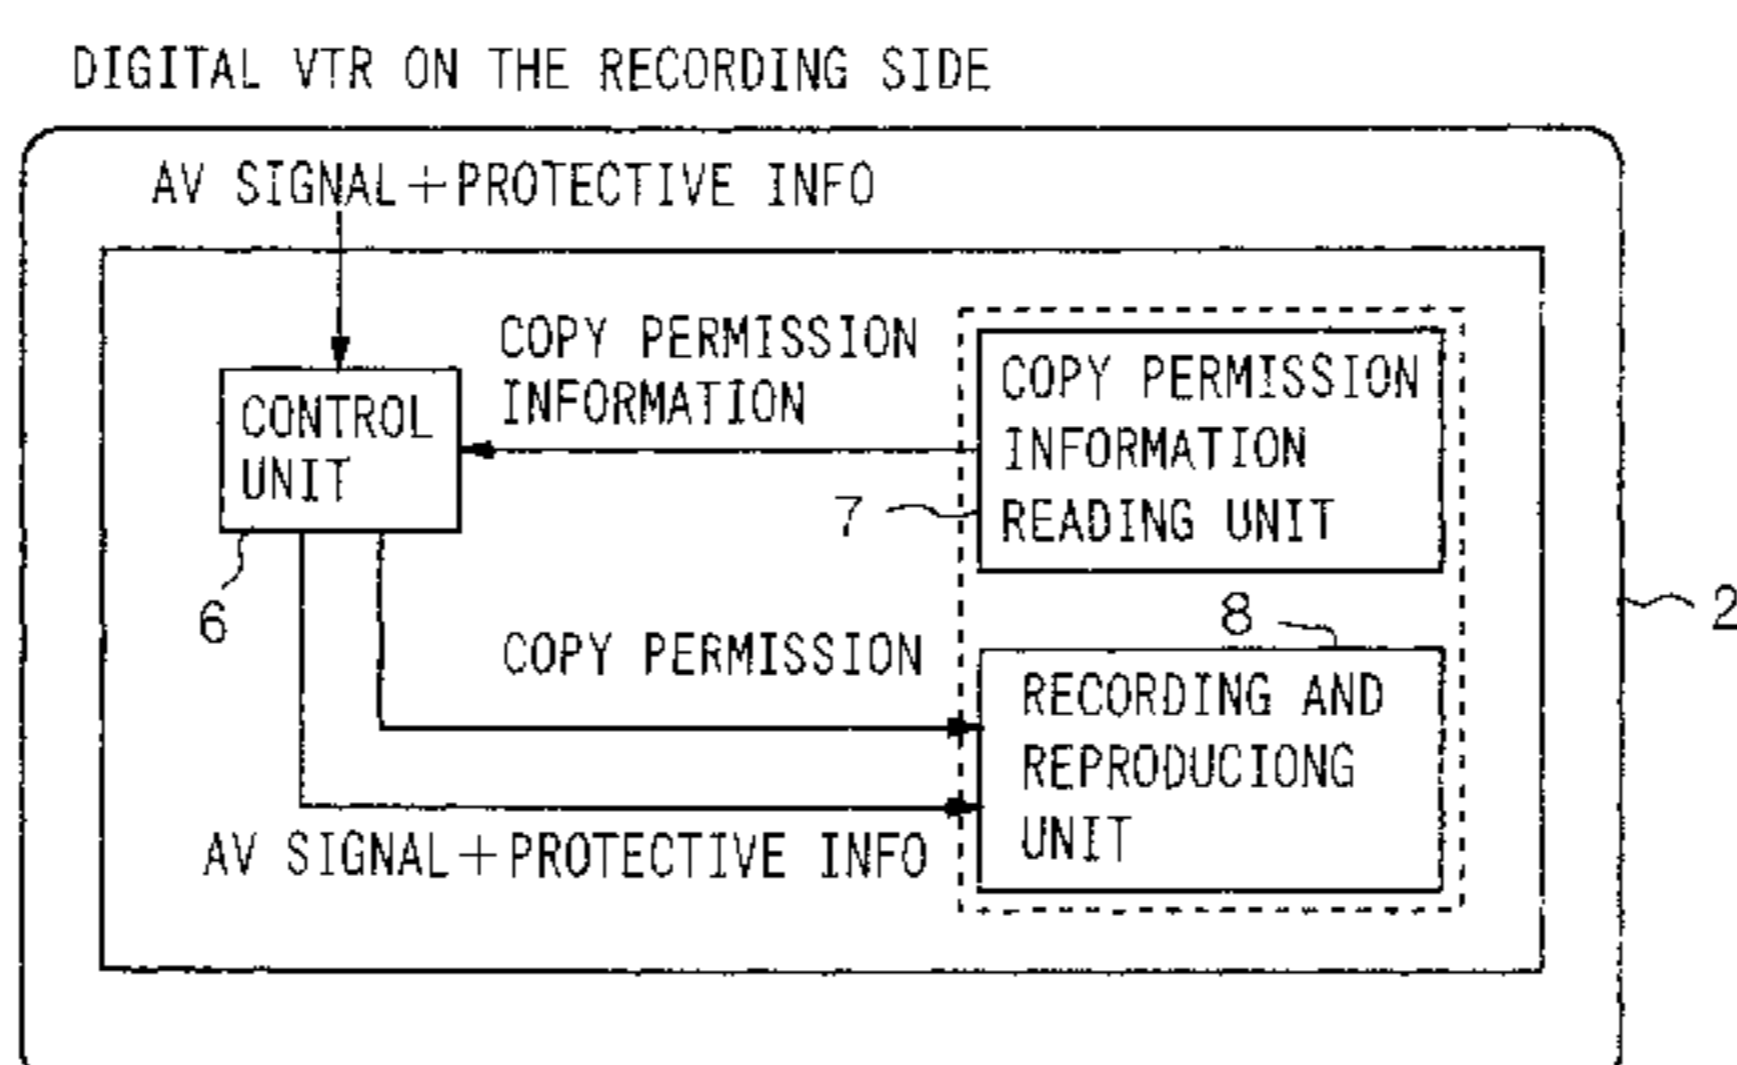 DIGITAL VTR ON THE RECORDING SIDE
AV SIGNAL+PROTECTIVE INFO
COPY PERMISSION
INFORMATION
CONTROL
UNIT
COPY PERMISSION
INFORMATION
READING UNIT
7
6
8
2
COPY PERMISSION
RECORDING AND
REPRODUCIONG
UNIT
AV SIGNAL+PROTECTIVE INFO